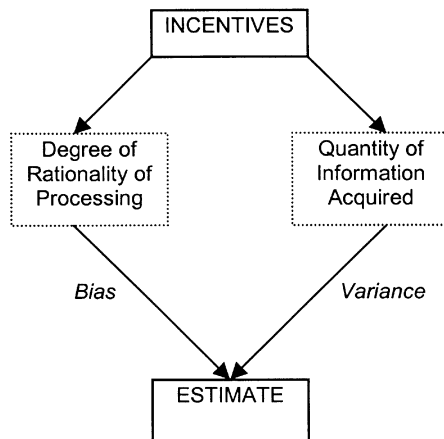 INCENTIVES
Degree of
Rationality of
Processing
Quantity of
Information
Acquired
Bias
Variance
ESTIMATE